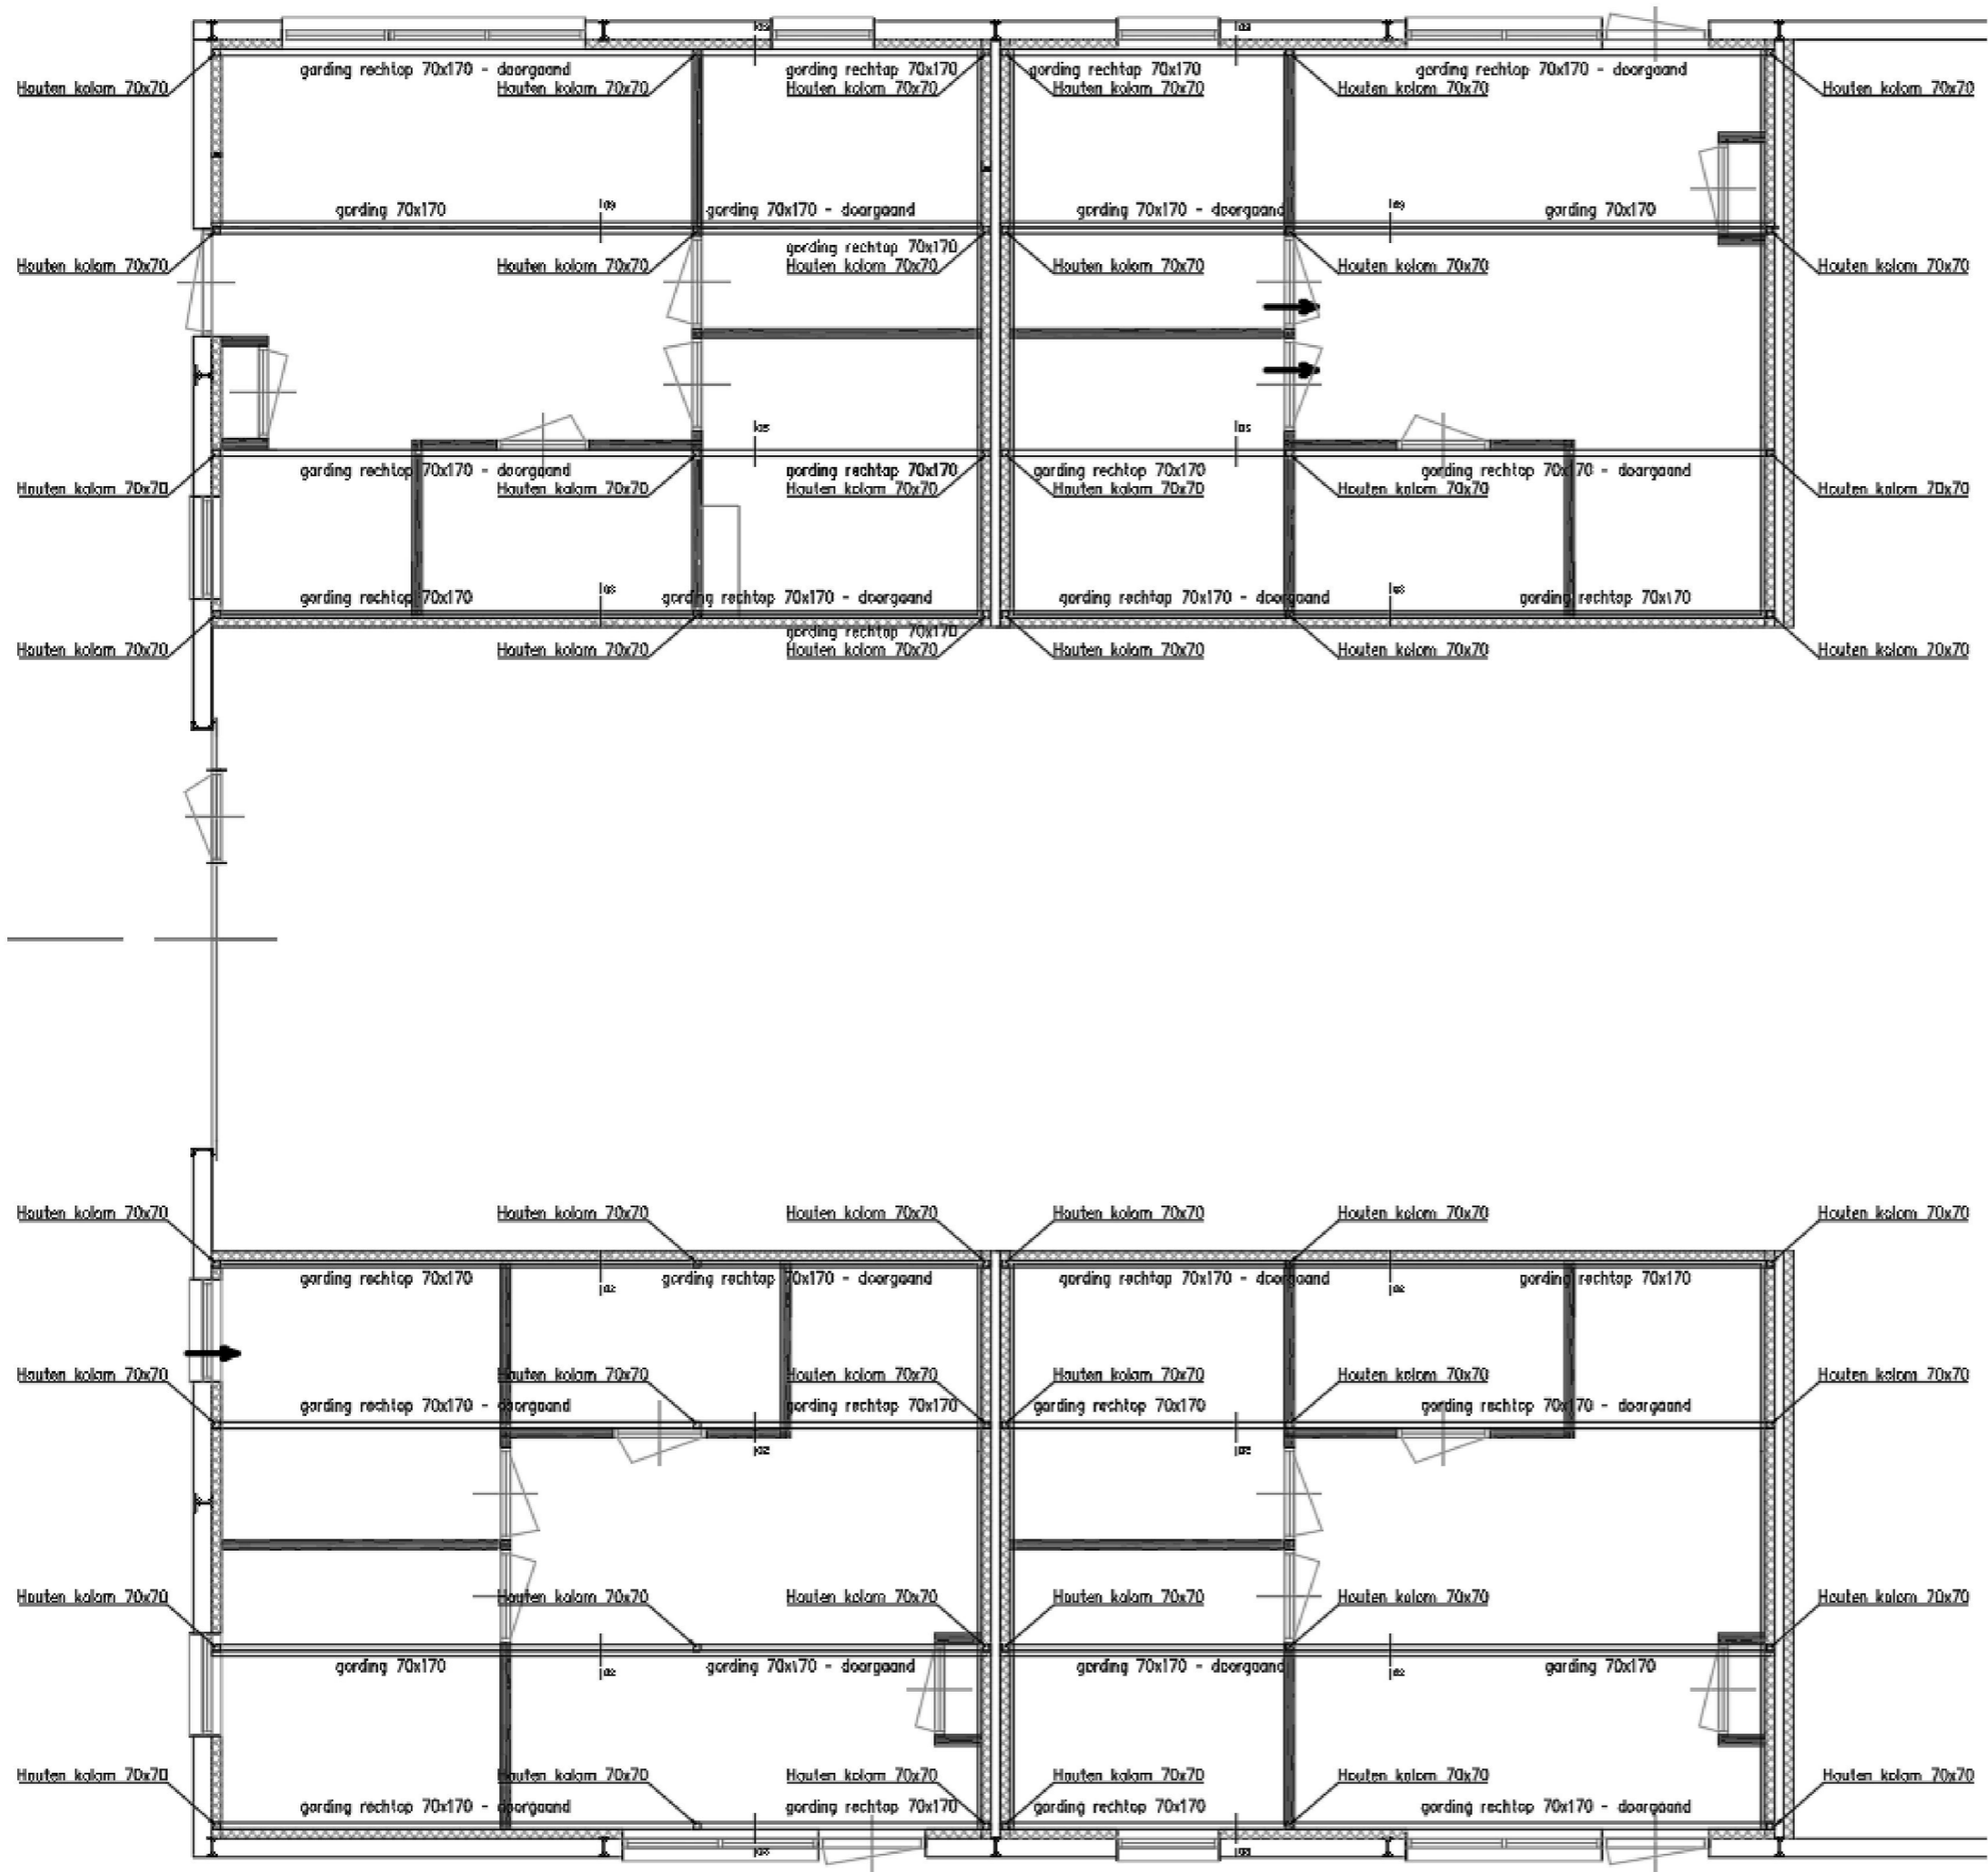 las
las
gording rechtop 70x170 - doorgaand
gording rechtop 70x170
gording rechtop 70x170
gording rechtop 70x170 - doorgaand
Houten kolom 70x70
Houten kolom 70x70
Houten kolom 70x70
Houten kolom 70x70
Houten kolom 70x70
Houten kolom 70x70
gording 70x170
las
gording 70x170 - doorgaand
gording 70x170 - doorgaand
las
gording 70x170
gording rechtop 70x170
Houten kolom 70x70
Houten kolom 70x70
Houten kolom 70x70
Houten kolom 70x70
Houten kolom 70x70
Houten kolom 70x70
las
las
gording rechtop 70x170 - doorgaand
gording rechtop 70x170
gording rechtop 70x170
gording rechtop 70x170 - doorgaand
Houten kolom 70x70
Houten kolom 70x70
Houten kolom 70x70
Houten kolom 70x70
Houten kolom 70x70
Houten kolom 70x70
las
las
gording rechtop 70x170
gording rechtop 70x170 - doorgaand
gording rechtop 70x170 - doorgaand
gording rechtop 70x170
gording rechtop 70x170
Houten kolom 70x70
Houten kolom 70x70
Houten kolom 70x70
Houten kolom 70x70
Houten kolom 70x70
Houten kolom 70x70
Houten kolom 70x70
Houten kolom 70x70
Houten kolom 70x70
Houten kolom 70x70
Houten kolom 70x70
Houten kolom 70x70
gording rechtop 70x170
gording rechtop 70x170 - doorgaand
gording rechtop 70x170 - doorgaand
gording rechtop 70x170
las
las
Houten kolom 70x70
Houten kolom 70x70
Houten kolom 70x70
Houten kolom 70x70
Houten kolom 70x70
Houten kolom 70x70
gording rechtop 70x170 - doorgaand
gording rechtop 70x170
gording rechtop 70x170
gording rechtop 70x170 - doorgaand
las
las
Houten kolom 70x70
Houten kolom 70x70
Houten kolom 70x70
Houten kolom 70x70
Houten kolom 70x70
Houten kolom 70x70
gording 70x170
gording 70x170 - doorgaand
gording 70x170 - doorgaand
gording 70x170
las
las
Houten kolom 70x70
Houten kolom 70x70
Houten kolom 70x70
Houten kolom 70x70
Houten kolom 70x70
Houten kolom 70x70
gording rechtop 70x170 - doorgaand
gording rechtop 70x170
gording rechtop 70x170
gording rechtop 70x170 - doorgaand
las
las